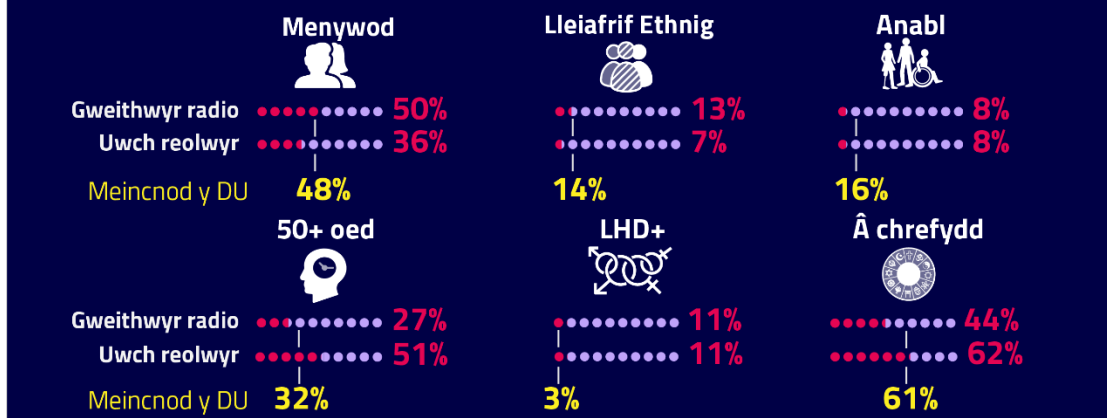 Menywod Lleiafrif Ethnig Anabl
Gweithwyr radio 50% 13% 8%
Uwch reolwyr 36% 7% 8%
Meincnod y DU 48% 14% 16%
50+ oed LHD+ Â chrefydd
Gweithwyr radio 27% 11% 44%
Uwch reolwyr 51% 11% 62%
Meincnod y DU 32% 3% 61%